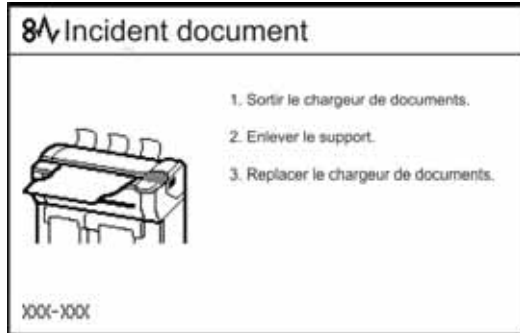 Incident document
1. Sortir le chargeur de documents.
2. Enlever le support.
3. Replacer le chargeur de documents.
XXX-XXX